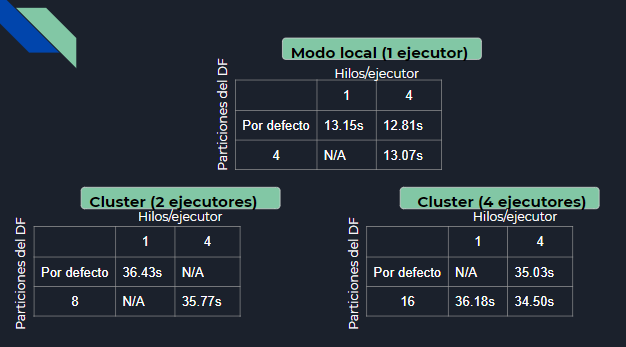 Modo local (1 ejecutor)
Hilos/ejecutor
Particiones del DF
1 4
Por defecto 13.15s 12.81s
4 N/A 13.07s
Cluster (2 ejecutores)
Hilos/ejecutor
Particiones del DF
1 4
Por defecto 36.43s N/A
8 N/A 35.77s
Cluster (4 ejecutores)
Hilos/ejecutor
Particiones del DF
1 4
Por defecto N/A 35.03s
16 36.18s 34.50s